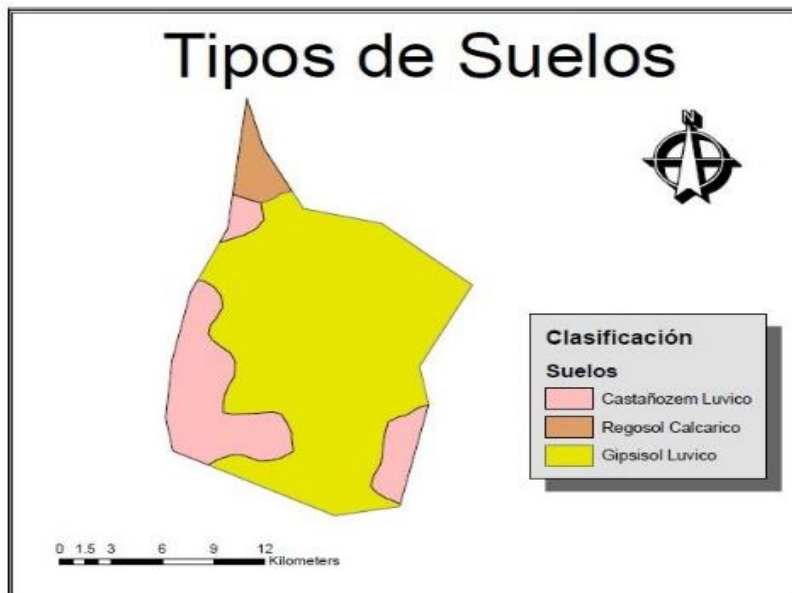 Tipos de Suelos
N
Clasificación
Suelos
Castañozem Luvico
Regosol Calcarico
Gipsisol Luvico
0 1.5 3 6 9 12
Kilometers